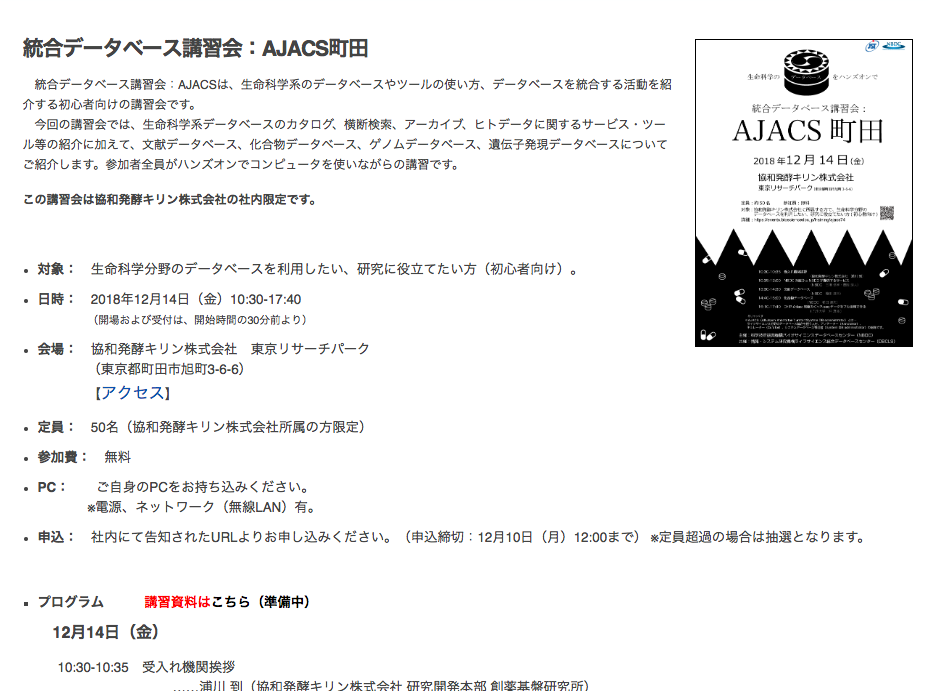 統合データベース講習会：AJACS町田
統合データベース講習会：AJACSは、生命科学系のデータベースやツールの使い方、データベースを統合する活動を紹
介する初心者向けの講習会です。
今回の講習会では、生命科学系データベースのカタログ、横断検索、アーカイブ、ヒトデータに関するサービス・ツー
ル等の紹介に加えて、文献データベース、化合物データベース、ゲノムデータベース、遺伝子発現データベースについて
ご紹介します。参加者全員がハンズオンでコンピュータを使いながらの講習です。
この講習会は協和発酵キリン株式会社の社内限定です。
生命科学の データベース をハンズオンで
統合データベース講習会：
AJACS 町田
2018年12月14日(金)
協和発酵キリン株式会社
東京リサーチパーク
対象： 生命科学分野のデータベースを利用したい、研究に役立てたい方（初心者向け）。
日時： 2018年12月14日（金）10:30-17:40
（開場および受付は、開始時間の30分前より）
会場： 協和発酵キリン株式会社　東京リサーチパーク
（東京都町田市旭町3-6-6）
【アクセス】
定員： 50名（協和発酵キリン株式会社所属の方限定）
参加費： 無料
PC： ご自身のPCをお持ち込みください。
※電源、ネットワーク（無線LAN）有。
申込： 社内にて告知されたURLよりお申し込みください。（申込締切：12月10日（月）12:00まで） ※定員超過の場合は抽選となります。
プログラム 講習資料はこちら（準備中）
12月14日（金）
10:30-10:35 受入れ機関挨拶
……浦川 到（協和発酵キリン株式会社 研究開発本部 創薬基盤研究所）